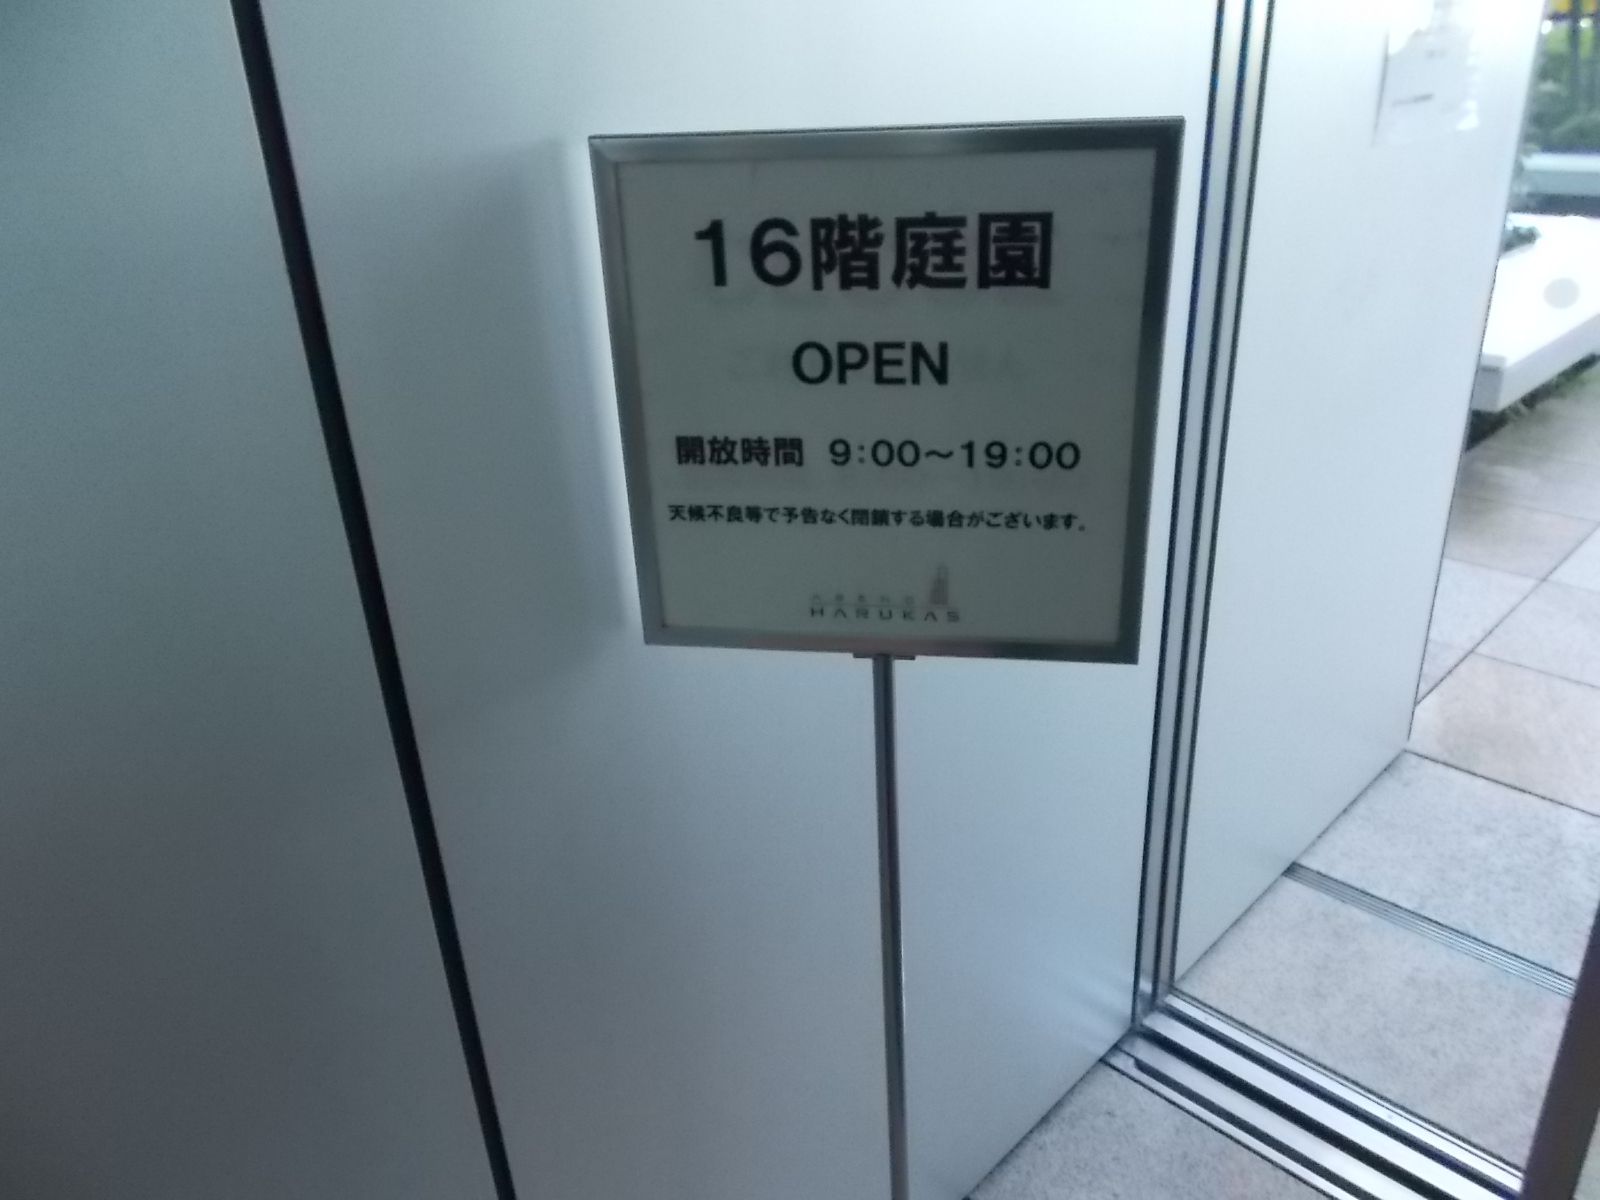 16階庭園
OPEN
開放時間 9:00～19:00
天候不良等で予告なく閉鎖する場合がございます。
HARUKAS